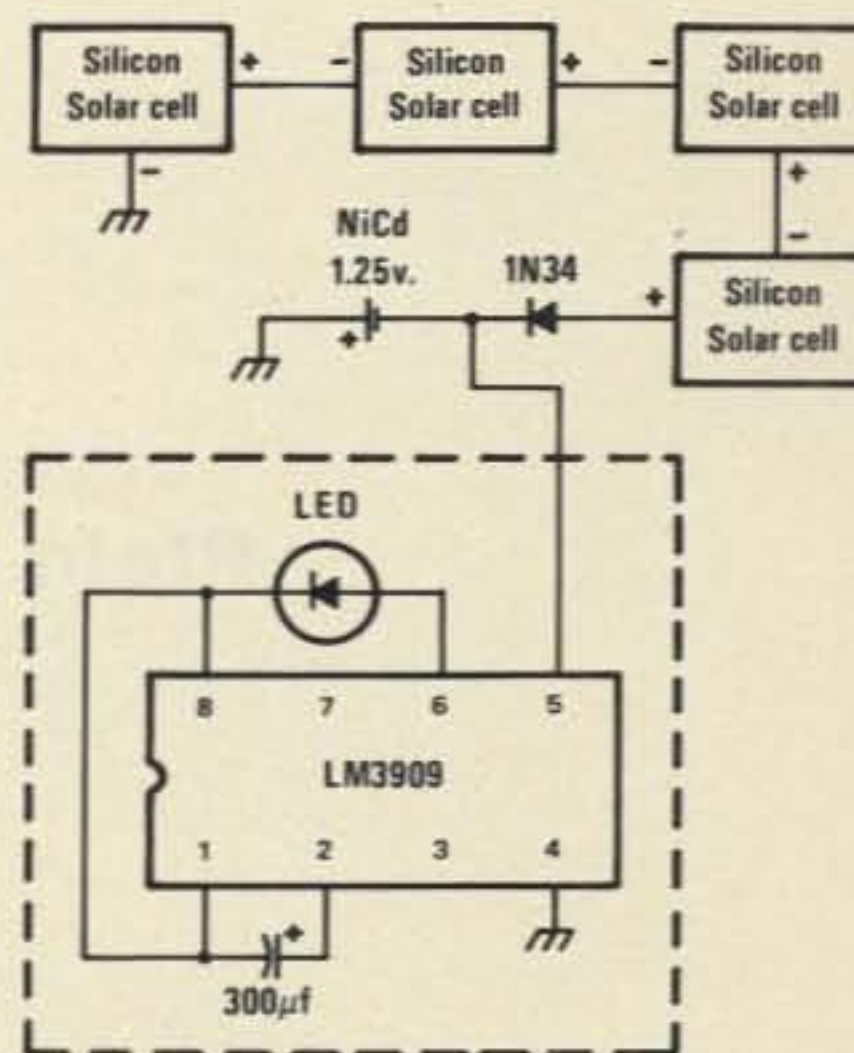 Silicon
Solar cell
+
-
Silicon
Solar cell
+
-
Silicon
Solar cell
-
+
-
NiCd
1.25v.
1N34
+
+
Silicon
Solar cell
LED
8 7 6 5
LM3909
1 2 3 4
+
300μf